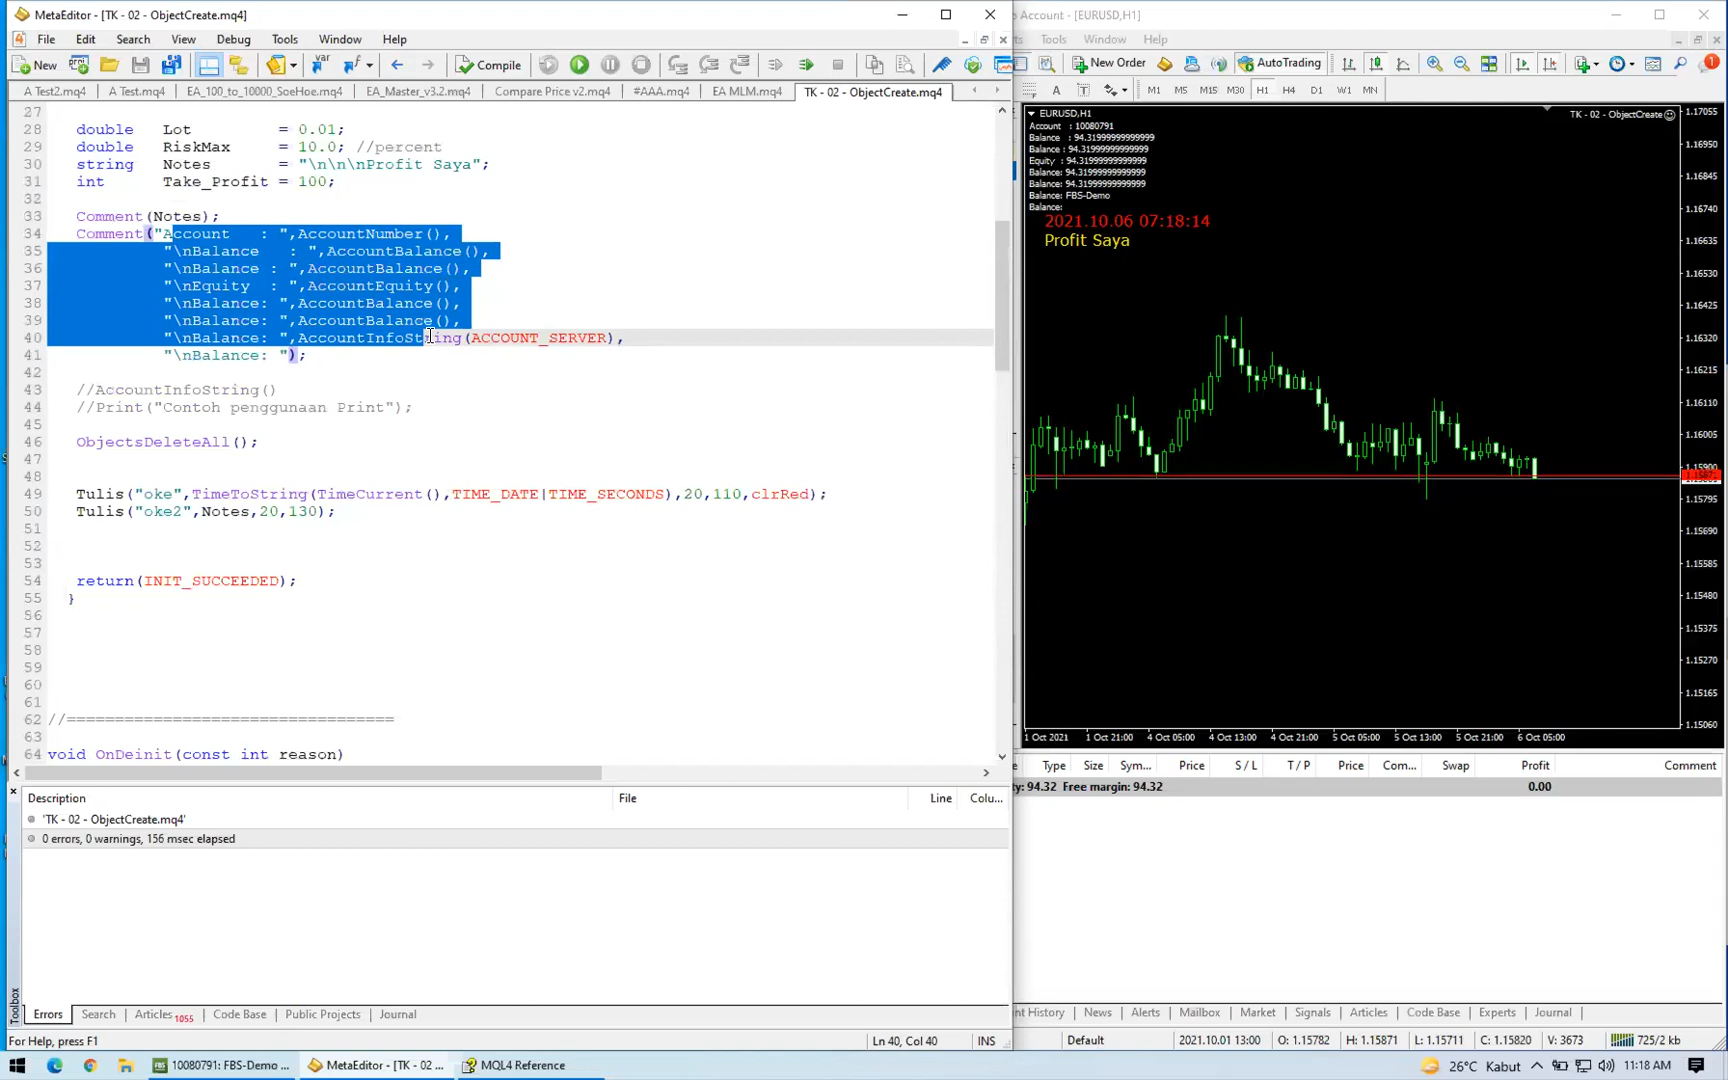 MetaEditor - [TK - 02 - ObjectCreate.mq4]
File Edit Search View Debug Tools Window Help
New Compile
A Test2.mq4 A Test.mq4 EA_100_to_10000_SoeHoe.mq4 EA_Master_v3.2.mq4 Compare Price v2.mq4 #AAA.mq4 EA MLM.mq4 TK - 02 - ObjectCreate.mq4
27
28 double Lot = 0.01;
29 double RiskMax = 10.0; //percent
30 string Notes = "\n\n\nProfit Saya";
31 int Take_Profit = 100;
32
33 Comment(Notes);
34 Comment("Account : ",AccountNumber(),
35 "\nBalance : ",AccountBalance(),
36 "\nBalance : ",AccountBalance(),
37 "\nEquity : ",AccountEquity(),
38 "\nBalance: ",AccountBalance(),
39 "\nBalance: ",AccountBalance(),
40 "\nBalance: ",AccountInfoString(ACCOUNT_SERVER),
41 "\nBalance: ");
42
43 //AccountInfoString()
44 //Print("Contoh penggunaan Print");
45
46 ObjectsDeleteAll();
47
48
49 Tulis("oke",TimeToString(TimeCurrent(),TIME_DATE|TIME_SECONDS),20,110,clrRed);
50 Tulis("oke2",Notes,20,130);
51
52
53
54 return(INIT_SUCCEEDED);
55 }
56
57
58
59
60
61
62 //==================================
63
64 void OnDeinit(const int reason)
Description File Line Colu...
'TK - 02 - ObjectCreate.mq4'
0 errors, 0 warnings, 156 msec elapsed
Toolbox
Errors Search Articles 1055 Code Base Public Projects Journal
For Help, press F1 Ln 40, Col 40 INS
Account - [EURUSD,H1]
Tools Window Help
New Order AutoTrading
A T M1 M5 M15 M30 H1 H4 D1 W1 MN
EURUSD,H1
TK - 02 - ObjectCreate
Account : 10080791
Balance : 94.31999999999999
Balance : 94.31999999999999
Equity : 94.31999999999999
Balance: 94.31999999999999
Balance: 94.31999999999999
Balance: FBS-Demo
Balance:
2021.10.06 07:18:14
Profit Saya
1.17055
1.16950
1.16845
1.16740
1.16635
1.16530
1.16425
1.16320
1.16215
1.16110
1.16005
1.15900
1.15795
1.15690
1.15585
1.15480
1.15375
1.15270
1.15165
1.15060
1 Oct 2021 1 Oct 21:00 4 Oct 05:00 4 Oct 13:00 4 Oct 21:00 5 Oct 05:00 5 Oct 13:00 5 Oct 21:00 6 Oct 05:00
Type Size Sym... Price S / L T / P Price Com... Swap Profit Comment
ty: 94.32 Free margin: 94.32 0.00
nt History News Alerts Mailbox Market Signals Articles Code Base Experts Journal
Default 2021.10.01 13:00 O: 1.15782 H: 1.15871 L: 1.15711 C: 1.15820 V: 3673 725/2 kb
10080791: FBS-Demo ... MetaEditor - [TK - 02 ... MQL4 Reference
26°C Kabut 11:18 AM